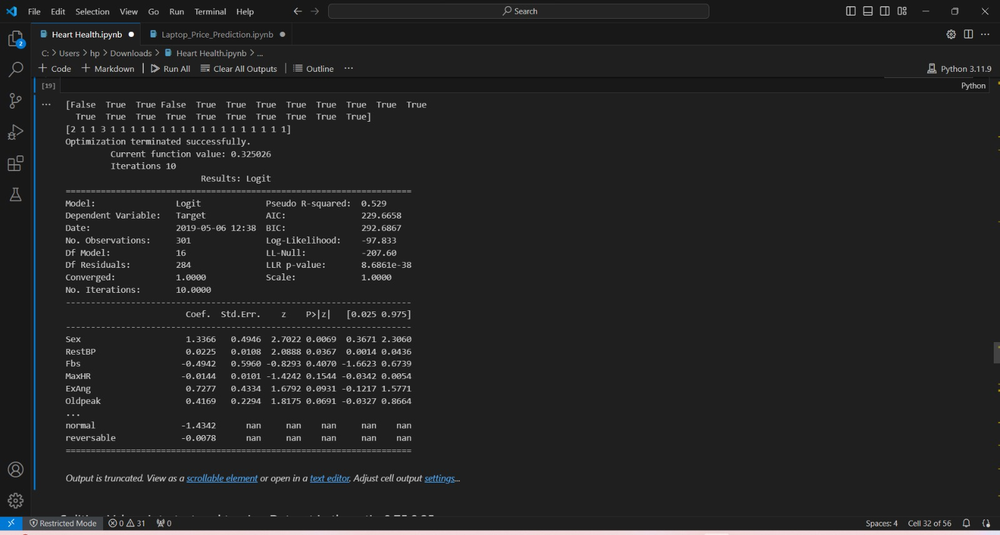 File Edit Selection View Go Run Terminal Help Search
Heart Health.ipynb Laptop_Price_Prediction.ipynb
C: > Users > hp > Downloads > Heart Health.ipynb > ...
+ Code + Markdown | Run All Clear All Outputs | Outline ... Python 3.11.9
2
[19] Python
... [False True True False True True True True True True True True
True True True True True True True True True True]
[2 1 1 3 1 1 1 1 1 1 1 1 1 1 1 1 1 1 1 1 1 1]
Optimization terminated successfully.
Current function value: 0.325026
Iterations 10
Results: Logit
=====================================================================
Model: Logit Pseudo R-squared: 0.529
Dependent Variable: Target AIC: 229.6658
Date: 2019-05-06 12:38 BIC: 292.6867
No. Observations: 301 Log-Likelihood: -97.833
Df Model: 16 LL-Null: -207.60
Df Residuals: 284 LLR p-value: 8.6861e-38
Converged: 1.0000 Scale: 1.0000
No. Iterations: 10.0000
---------------------------------------------------------------------
Coef. Std.Err. z P>|z| [0.025 0.975]
---------------------------------------------------------------------
Sex 1.3366 0.4946 2.7022 0.0069 0.3671 2.3060
RestBP 0.0225 0.0108 2.0888 0.0367 0.0014 0.0436
Fbs -0.4942 0.5960 -0.8293 0.4070 -1.6623 0.6739
MaxHR -0.0144 0.0101 -1.4242 0.1544 -0.0342 0.0054
ExAng 0.7277 0.4334 1.6792 0.0931 -0.1217 1.5771
Oldpeak 0.4169 0.2294 1.8175 0.0691 -0.0327 0.8664
...
normal -1.4342 nan nan nan nan nan
reversable -0.0078 nan nan nan nan nan
=====================================================================
Output is truncated. View as a scrollable element or open in a text editor. Adjust cell output settings...
Restricted Mode 0 31 0 Spaces: 4 Cell 32 of 56